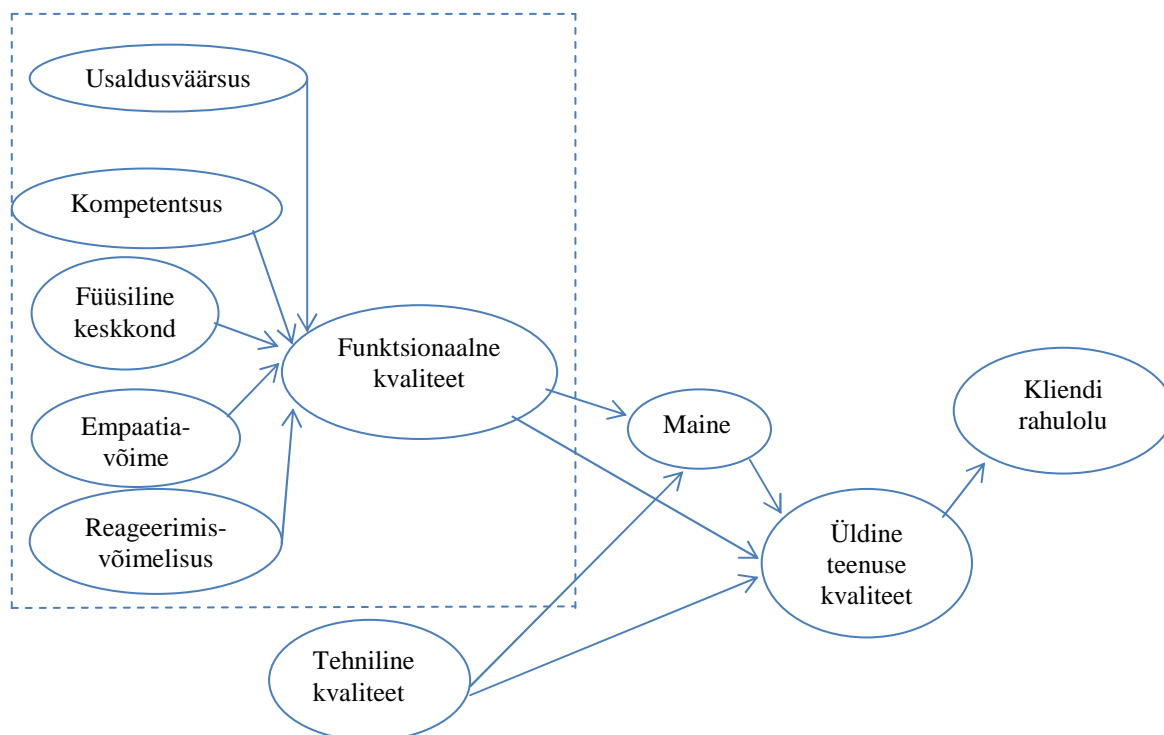 Usaldusväärsus
Kompetentsus
Füüsiline
keskkond
Funktsionaalne
kvaliteet
Empaatia-
võime
Reageerimis-
võimelisus
Maine
Kliendi
rahulolu
Üldine
teenuse
kvaliteet
Tehniline
kvaliteet